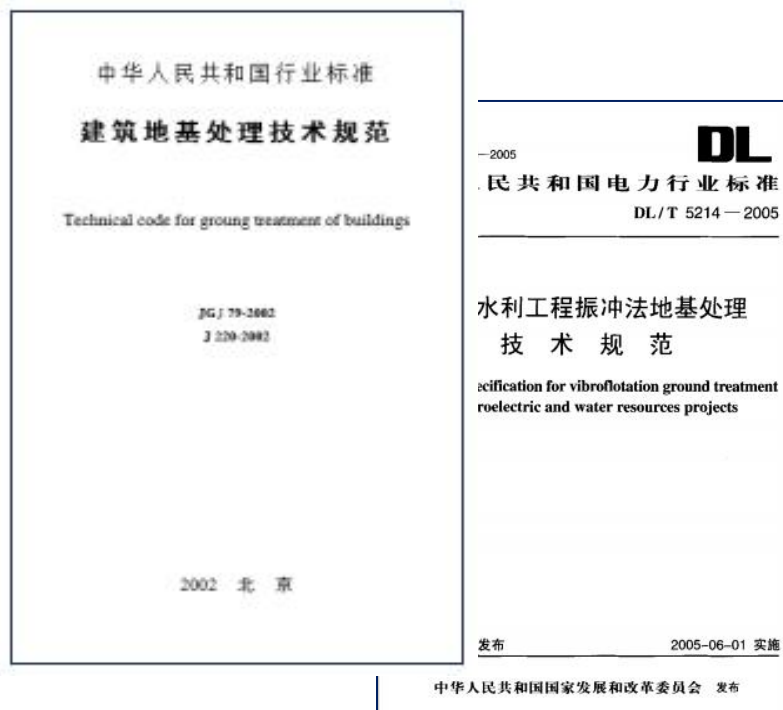 中华人民共和国行业标准
建筑地基处理技术规范
Technical code for groung treatment of buildings
JGJ 79-2002
J 220-2002
2002 北 京
DL
—2005
民共和国电力行业标准
DL/T 5214—2005
水利工程振冲法地基处理
技 术 规 范
ecification for vibroflotation ground treatment
roelectric and water resources projects
发布 2005-06-01 实施
中华人民共和国国家发展和改革委员会 发布